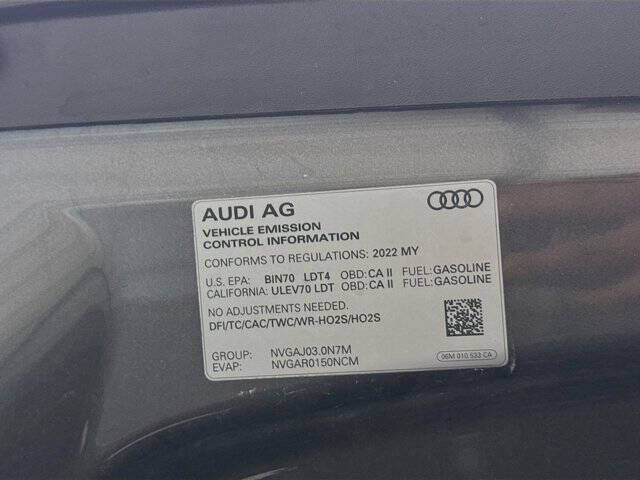 AUDI AG
VEHICLE EMISSION
CONTROL INFORMATION
CONFORMS TO REGULATIONS: 2022 MY
U.S. EPA: BIN70 LDT4 OBD: CA II FUEL: GASOLINE
CALIFORNIA: ULEV70 LDT OBD: CA II FUEL: GASOLINE
NO ADJUSTMENTS NEEDED.
DFI/TC/CAC/TWC/WR-HO2S/HO2S
GROUP: NVGAJ03.0N7M
EVAP: NVGAR0150NCM
06M 010 533 CA